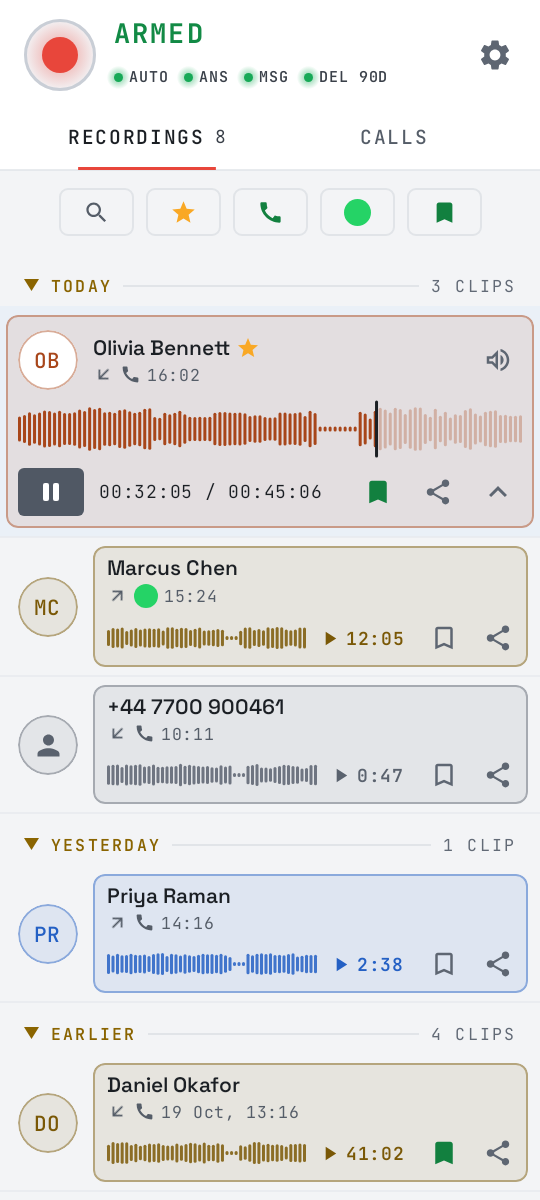 ARMED
AUTO ANS MSG DEL 90D
RECORDINGS 8 CALLS
TODAY 3 CLIPS
OB Olivia Bennett
16:02
00:32:05 / 00:45:06
Marcus Chen
MC 15:24
12:05
+44 7700 900461
10:11
0:47
YESTERDAY 1 CLIP
Priya Raman
PR 14:16
2:38
EARLIER 4 CLIPS
Daniel Okafor
DO 19 Oct, 13:16
41:02